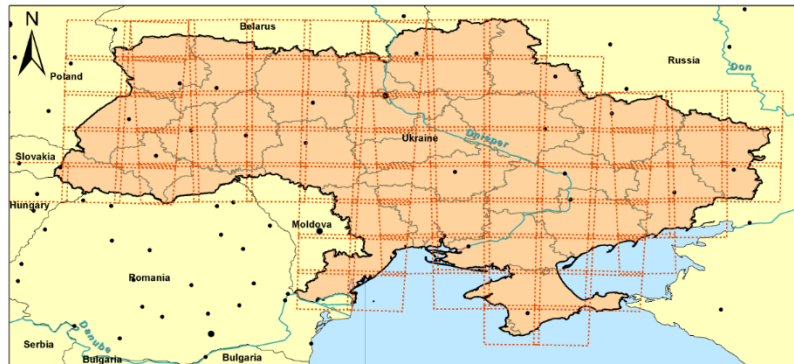 N
Belarus
Russia
Don
Poland
Dnieper
Ukraine
Slovakia
Hungary
Moldova
Romania
Danube
Serbia
Bulgaria
Bulgaria